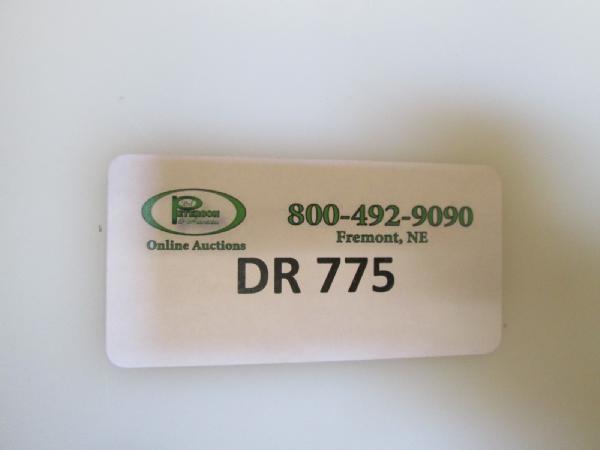 PETERSON
Online Auctions
800-492-9090
Fremont, NE
DR 775